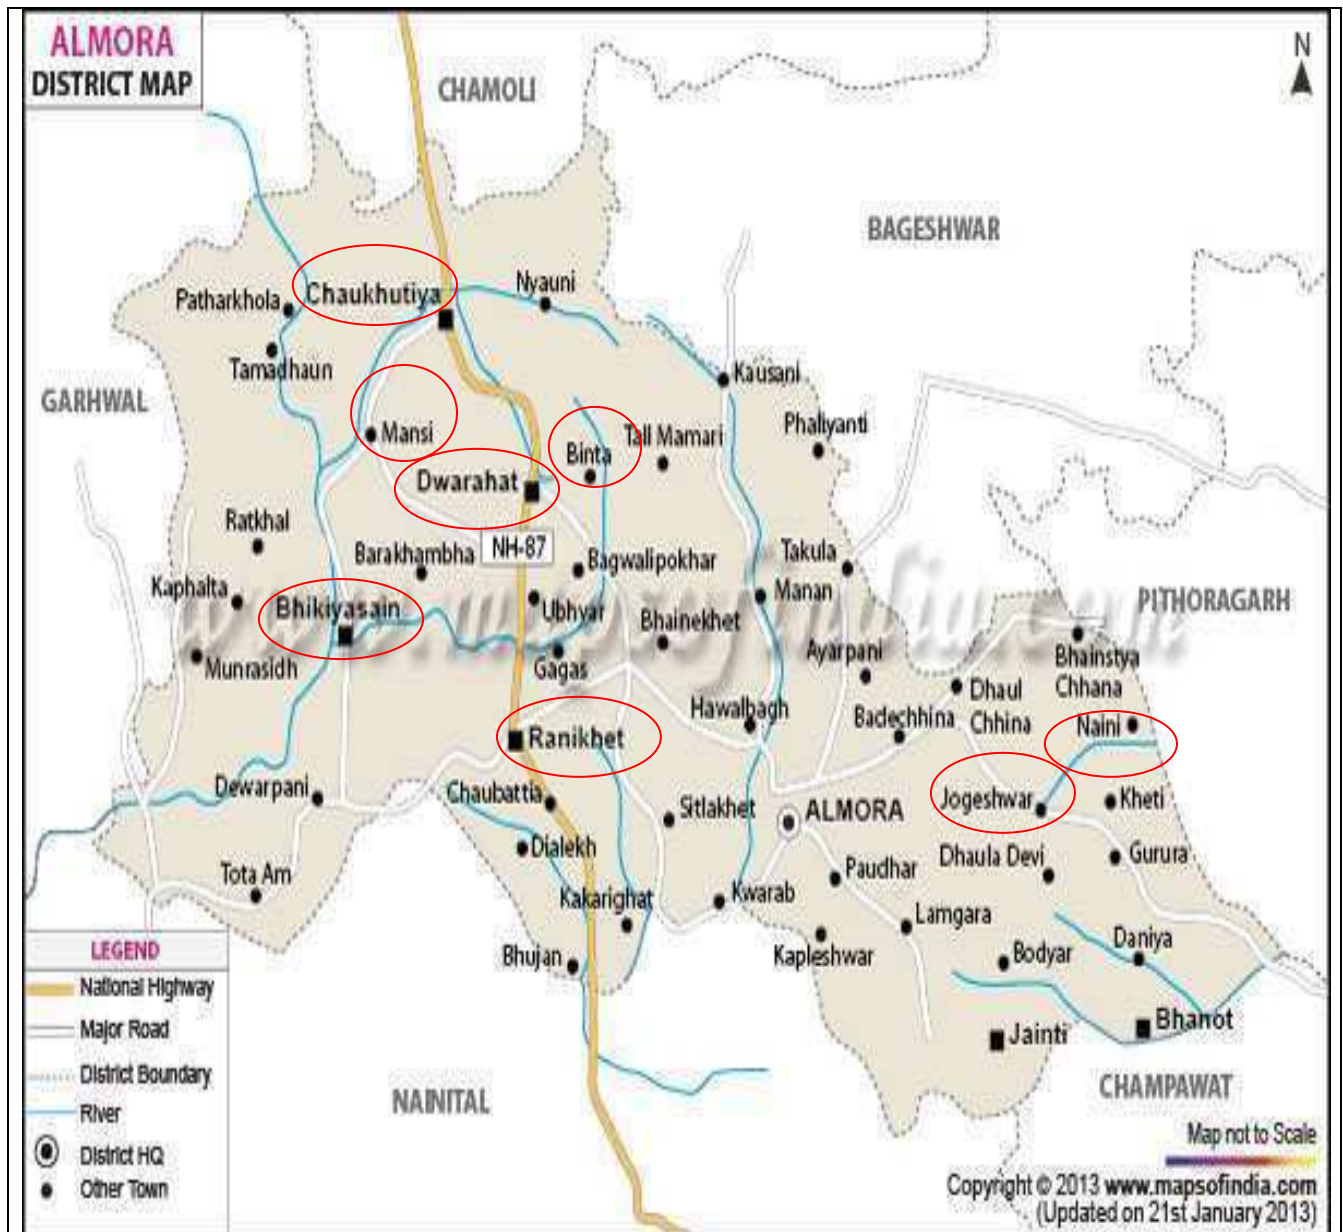 ALMORA
DISTRICT MAP
N
CHAMOLI
BAGESHWAR
Chaukhutiya
Nyauni
Patharkhola
Tamadhaun
Kausani
GARHWAL
Mansi
Phaliyanti
Tall Mamari
Binta
Dwarahat
Ratkhal
Barakhambha
NH-87
Bagwalipokhar
Takula
Kaphalta
Bhikiyasain
Ubhyar
Manan
PITHORAGARH
Bhainekhet
www.mapsofindia.com
Munrasidh
Gagas
Ayarpani
Bhainstya
Chhana
Dhaul
Chhina
Hawalbagh
Badechhina
Naini
Ranikhet
Dewarpani
Chaubattia
Sitlakhet
ALMORA
Jogeshwar
Kheti
Dialekh
Paudhar
Dhaula Devi
Gurura
Tota Am
Kakarighat
Kwarab
Lamgara
Bhujan
Kapleshwar
Bodyar
Daniya
Jainti
Bhanot
NAINITAL
CHAMPAWAT
LEGEND
National Highway
Major Road
District Boundary
River
District HQ
Other Town
Map not to Scale
Copyright © 2013 www.mapsofindia.com
(Updated on 21st January 2013)